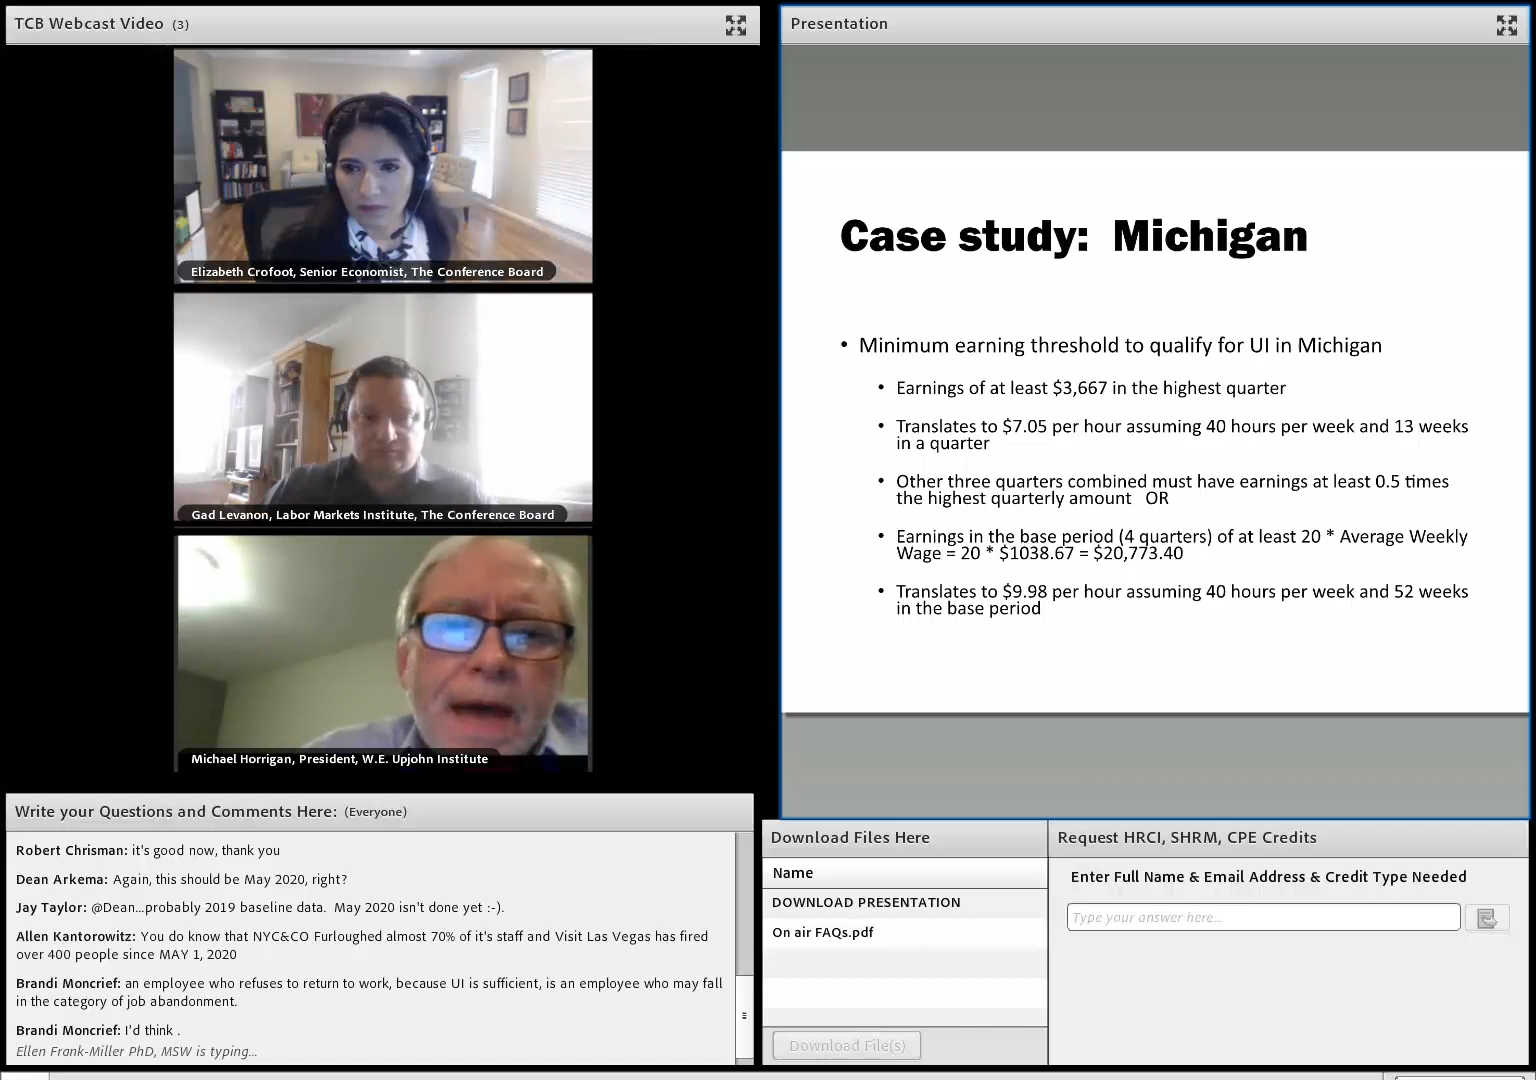 TCB Webcast Video (3)
Elizabeth Crofoot, Senior Economist, The Conference Board
Gad Levanon, Labor Markets Institute, The Conference Board
Michael Horrigan, President, W.E. Upjohn Institute
Write your Questions and Comments Here: (Everyone)
Robert Chrisman: it's good now, thank you
Dean Arkema: Again, this should be May 2020, right?
Jay Taylor: @Dean...probably 2019 baseline data.  May 2020 isn't done yet :-).
Allen Kantorowitz: You do know that NYC&CO Furloughed almost 70% of it's staff and Visit Las Vegas has fired
over 400 people since MAY 1, 2020
Brandi Moncrief: an employee who refuses to return to work, because UI is sufficient, is an employee who may fall
in the category of job abandonment.
Brandi Moncrief: I'd think .
Ellen Frank-Miller PhD, MSW is typing...
Presentation
Case study:  Michigan
• Minimum earning threshold to qualify for UI in Michigan
• Earnings of at least $3,667 in the highest quarter
• Translates to $7.05 per hour assuming 40 hours per week and 13 weeks
in a quarter
• Other three quarters combined must have earnings at least 0.5 times
the highest quarterly amount   OR
• Earnings in the base period (4 quarters) of at least 20 * Average Weekly
Wage = 20 * $1038.67 = $20,773.40
• Translates to $9.98 per hour assuming 40 hours per week and 52 weeks
in the base period
Download Files Here
Name
DOWNLOAD PRESENTATION
On air FAQs.pdf
Download File(s)
Request HRCI, SHRM, CPE Credits
Enter Full Name & Email Address & Credit Type Needed
Type your answer here...